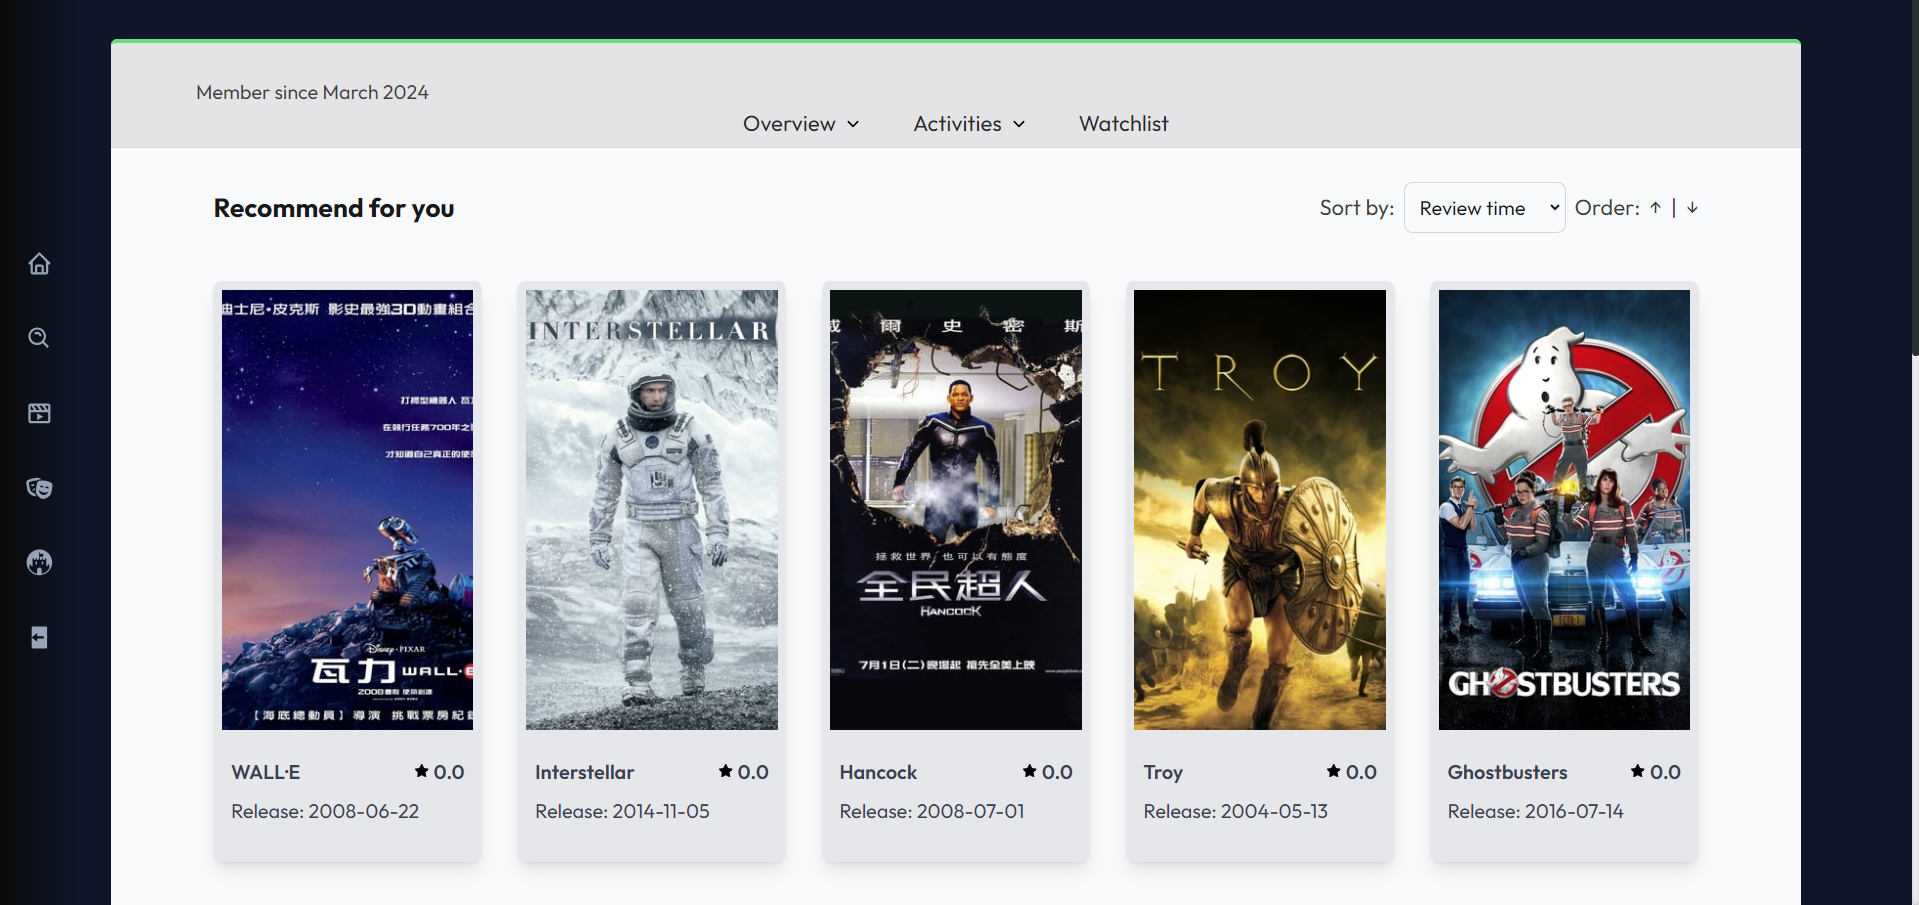 Member since March 2024
Overview
Activities
Watchlist
Recommend for you
Sort by:
Review time
Order: ↑ | ↓
迪士尼·皮克斯 影史最強3D動畫組合
打掃型機器人 瓦力
在執行任務700年之後
才知道自己真正的使命
Disney·PIXAR
瓦力 WALL·E
2008暑假
【海底總動員】導演 挑戰票房紀錄
WALL·E
0.0
Release: 2008-06-22
INTERSTELLAR
Interstellar
0.0
Release: 2014-11-05
威 爾 史 密 斯
拯救世界, 也可以有態度
全民超人
HANCOCK
7月1日(二)晚場起 搶先全美上映
Hancock
0.0
Release: 2008-07-01
TROY
Troy
0.0
Release: 2004-05-13
ECTO-1
GHOSTBUSTERS
Ghostbusters
0.0
Release: 2016-07-14